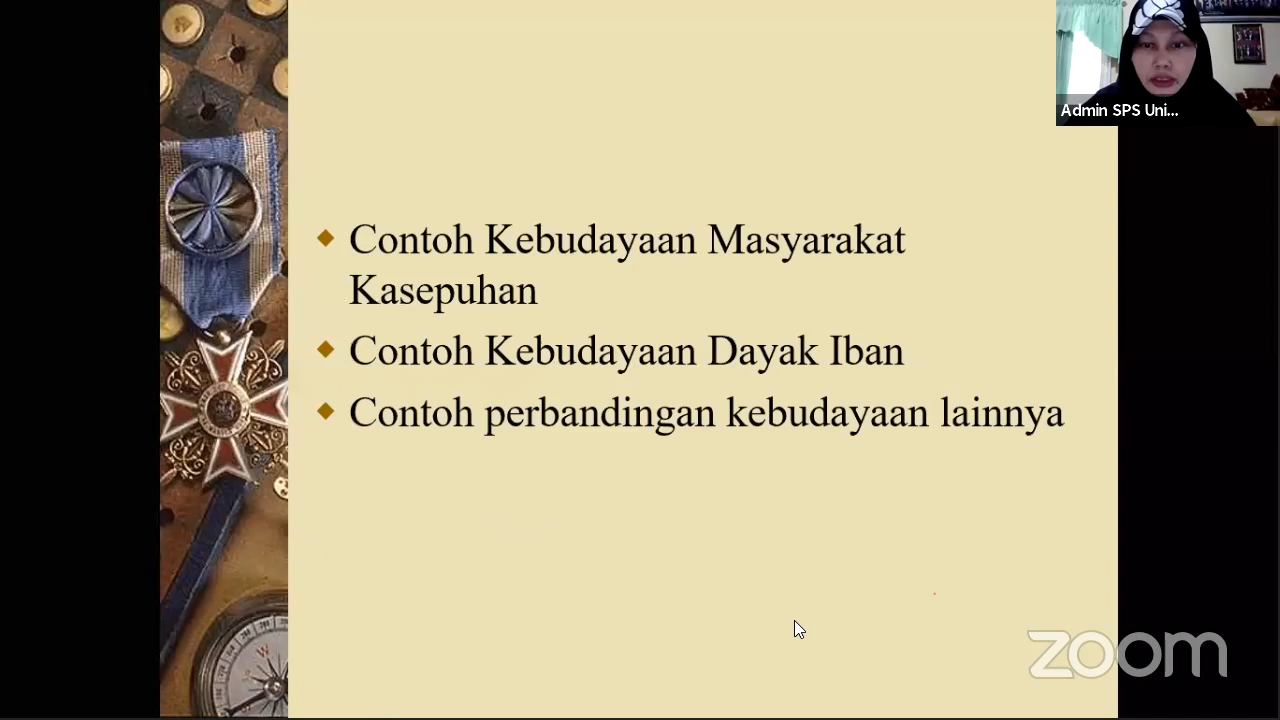 Admin SPS Uni...
Contoh Kebudayaan Masyarakat
Kasepuhan
Contoh Kebudayaan Dayak Iban
Contoh perbandingan kebudayaan lainnya
W
zoom